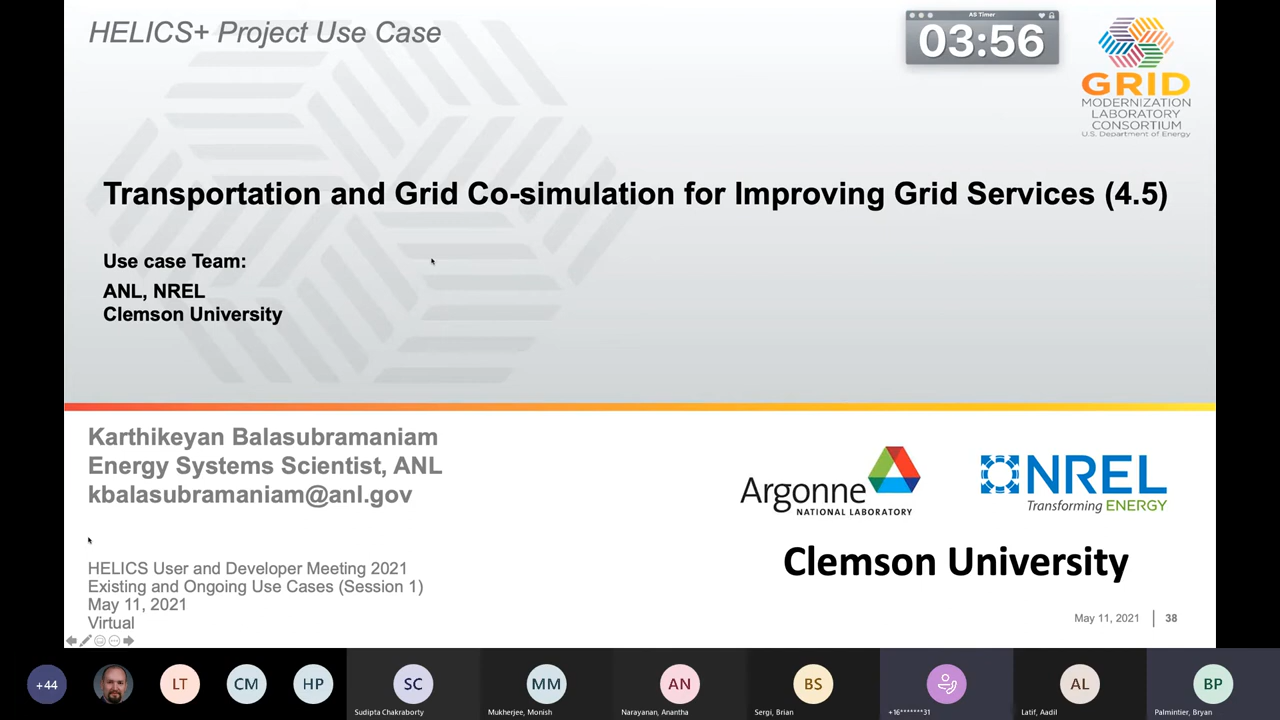 HELICS+ Project Use Case
AS Timer
03:56
GRID
MODERNIZATION
LABORATORY
CONSORTIUM
U.S. Department of Energy
Transportation and Grid Co-simulation for Improving Grid Services (4.5)
Use case Team:
ANL, NREL
Clemson University
Karthikeyan Balasubramaniam
Energy Systems Scientist, ANL
kbalasubramaniam@anl.gov
Argonne
NATIONAL LABORATORY
NREL
Transforming ENERGY
Clemson University
HELICS User and Developer Meeting 2021
Existing and Ongoing Use Cases (Session 1)
May 11, 2021
Virtual
May 11, 2021 38
+44
LT
CM
HP
SC
MM
AN
BS
AL
BP
Sudipta Chakraborty
Mukherjee, Monish
Narayanan, Anantha
Sergi, Brian
+16*******31
Latif, Aadil
Palmintier, Bryan